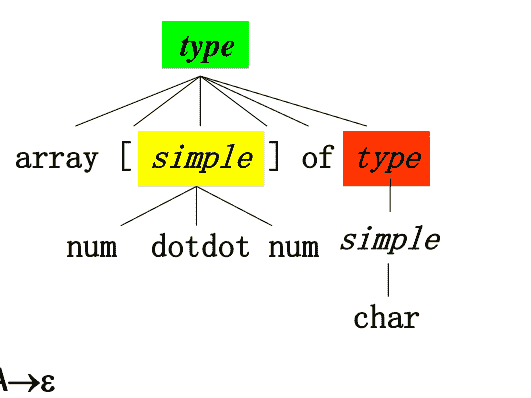 type
array [ simple ] of type
num dotdot num simple
char
A→ε